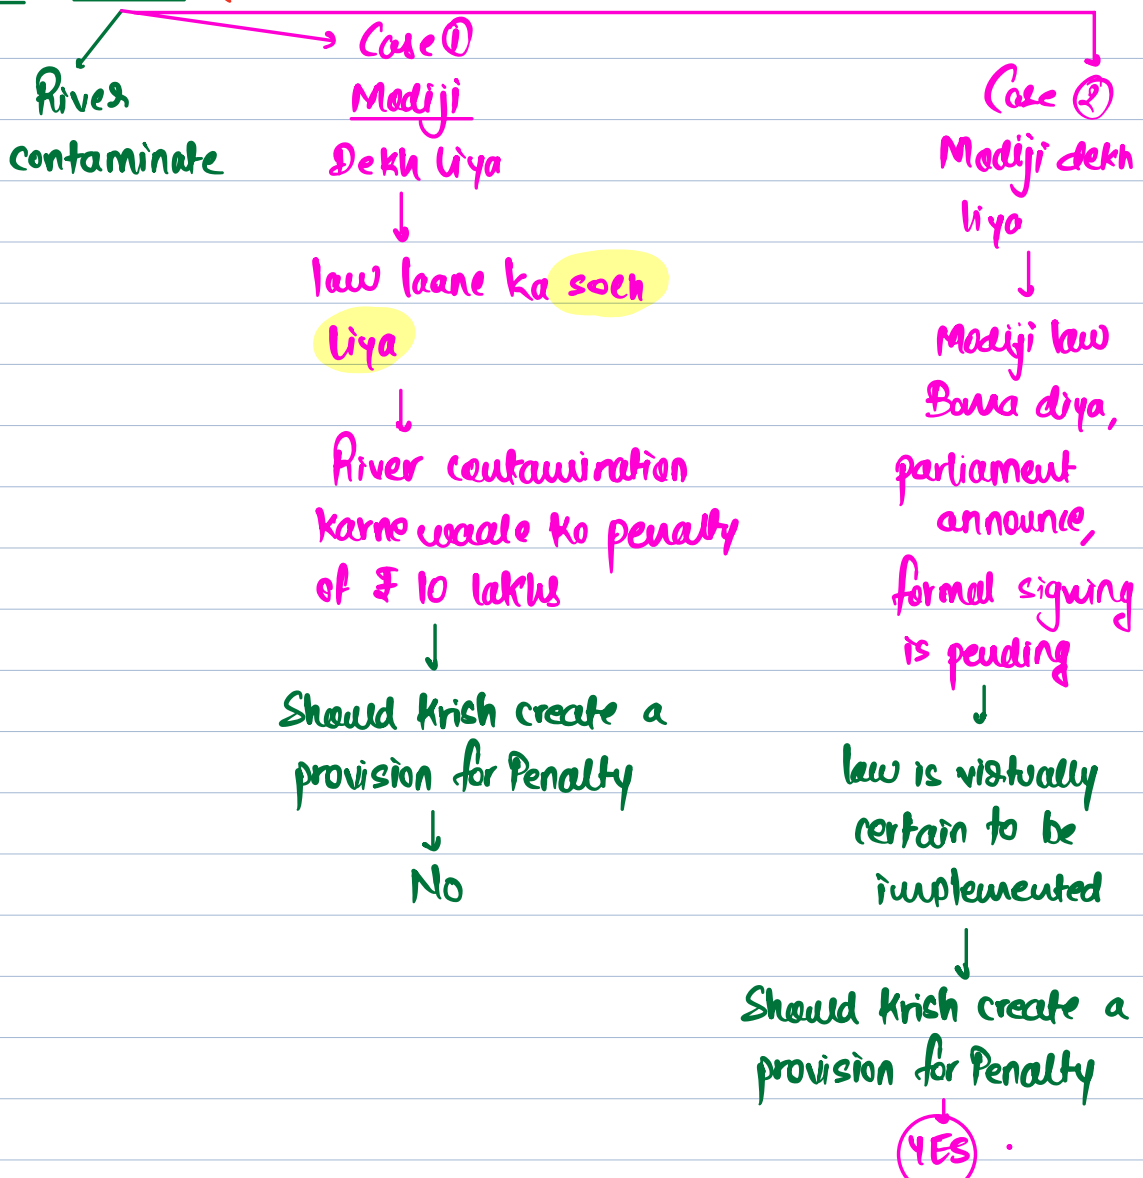 River
contaminate
Case ①
Modiji
Dekh liya
law laane ka soch
liya
River contamination
karne waale ko penalty
of ₹ 10 lakhs
Should Krish create a
provision for Penalty
No
Case ②
Modiji dekh
liya
Modiji law
Bana diya,
parliament
announce,
formal signing
is pending
law is virtually
certain to be
implemented
Should Krish create a
provision for Penalty
YES